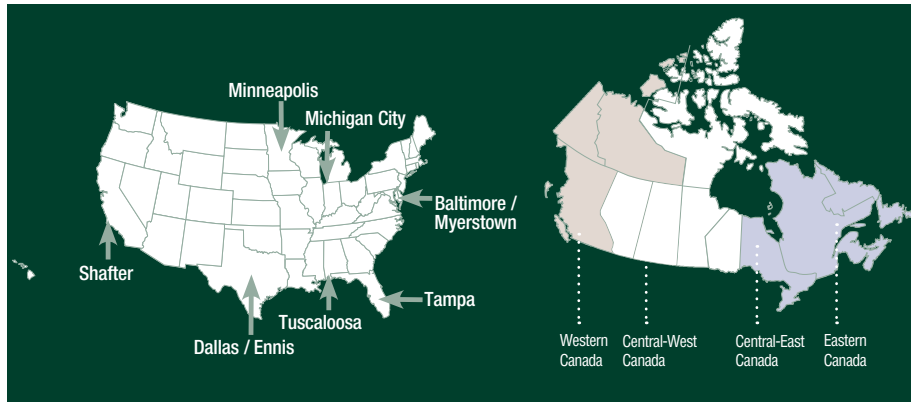 Minneapolis
Michigan City
Baltimore /
Myerstown
Shafter
Tampa
Tuscaloosa
Dallas / Ennis
Western
Canada
Central-West
Canada
Central-East
Canada
Eastern
Canada